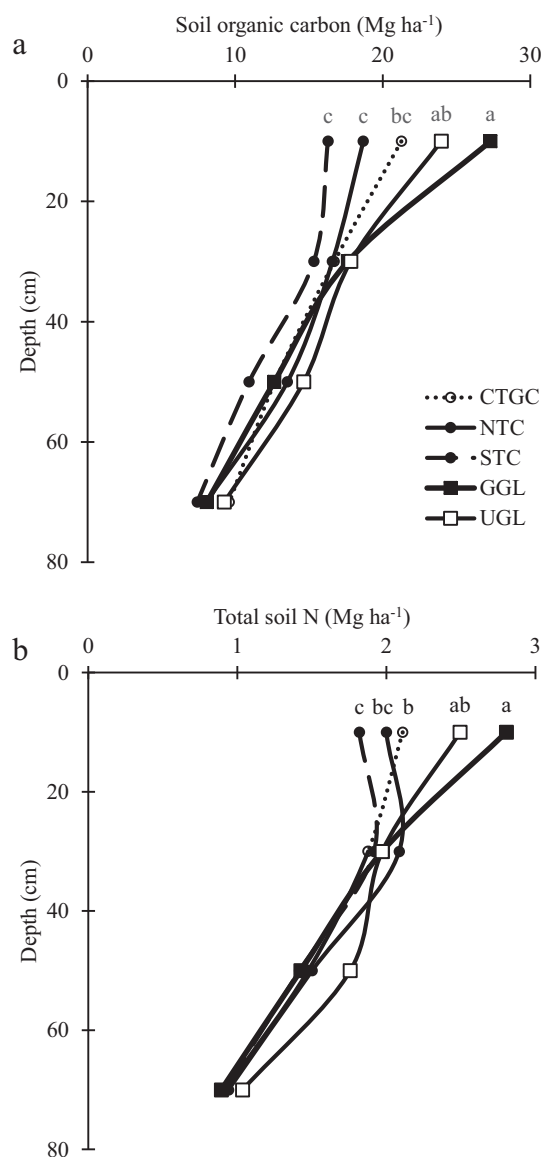 a
Soil organic carbon (Mg ha⁻¹)
0 10 20 30
0
c c bc ab a
20
40
60
80
Depth (cm)
CTGC
NTC
STC
GGL
UGL
b
Total soil N (Mg ha⁻¹)
0 1 2 3
0
c bc b ab a
20
40
60
80
Depth (cm)